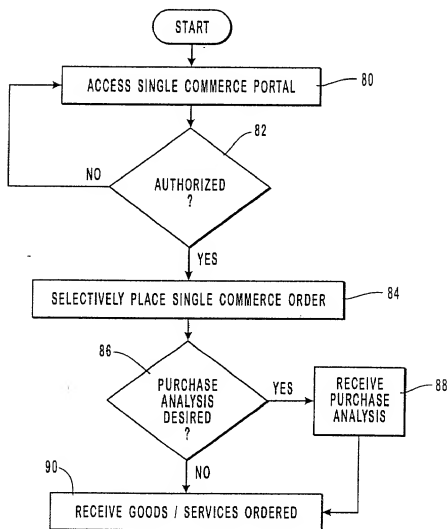 START
ACCESS SINGLE COMMERCE PORTAL
80
82
AUTHORIZED
?
NO
YES
SELECTIVELY PLACE SINGLE COMMERCE ORDER
84
86
PURCHASE
ANALYSIS
DESIRED
?
YES
RECEIVE
PURCHASE
ANALYSIS
88
NO
90
RECEIVE GOODS / SERVICES ORDERED